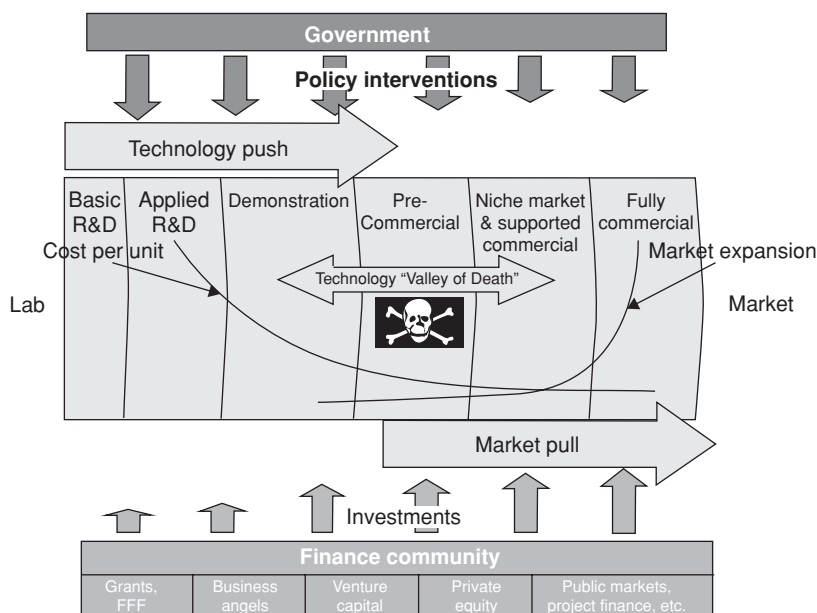 Government
Policy interventions
Technology push
Basic
R&D
Applied
R&D
Demonstration
Pre-
Commercial
Niche market
& supported
commercial
Fully
commercial
Cost per unit
Market expansion
Technology “Valley of Death”
Lab
Market
Market pull
Investments
Finance community
Grants,
FFF
Business
angels
Venture
capital
Private
equity
Public markets,
project finance, etc.